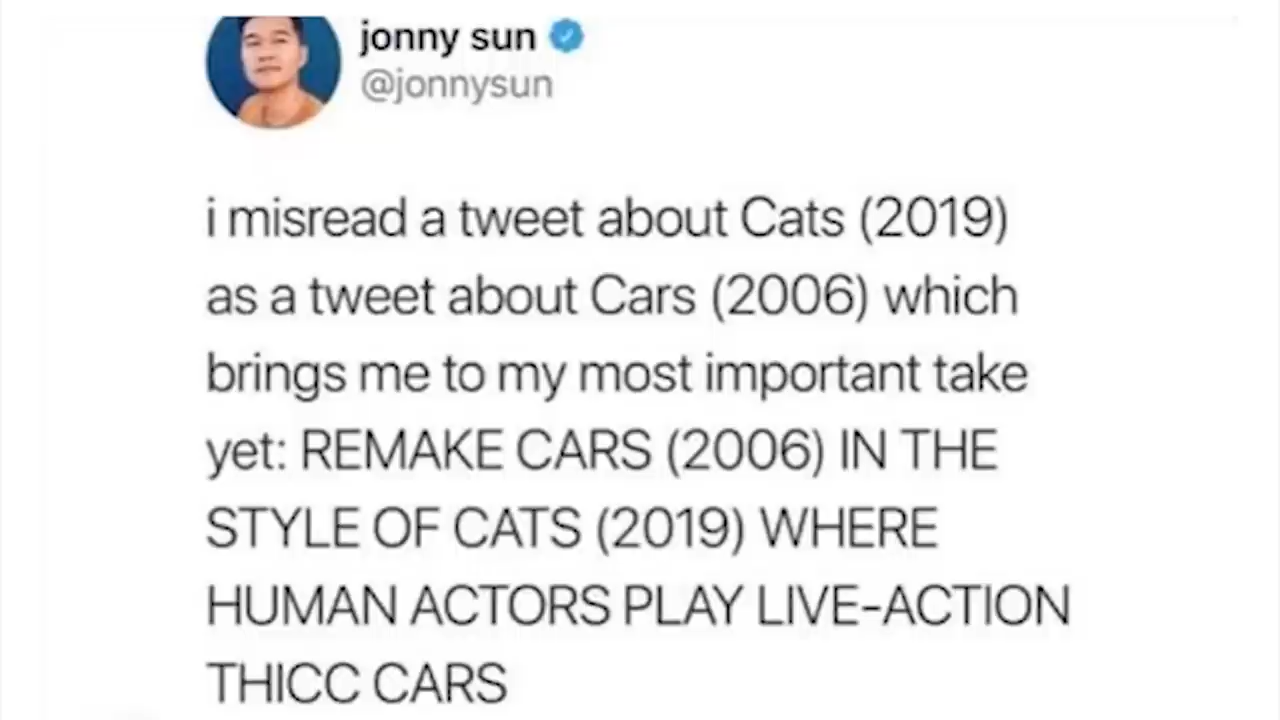 jonny sun
@jonnysun
i misread a tweet about Cats (2019)
as a tweet about Cars (2006) which
brings me to my most important take
yet: REMAKE CARS (2006) IN THE
STYLE OF CATS (2019) WHERE
HUMAN ACTORS PLAY LIVE-ACTION
THICC CARS